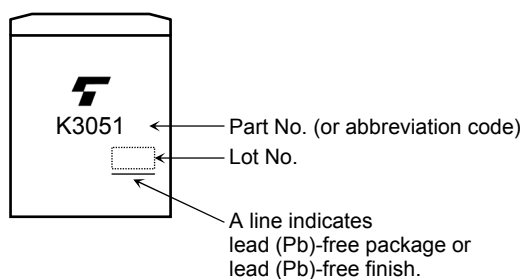 K3051
Part No. (or abbreviation code)
Lot No.
A line indicates
lead (Pb)-free package or
lead (Pb)-free finish.